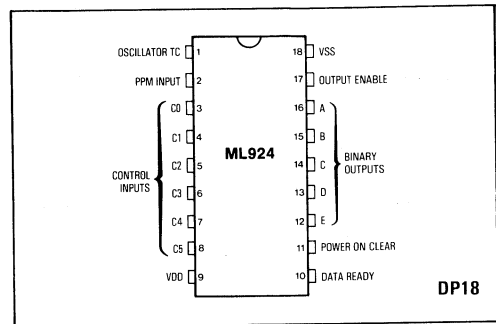 OSCILLATOR TC 1 18 VSS
PPM INPUT 2 17 OUTPUT ENABLE
C0 3 16 A
C1 4 15 B
ML924
C2 5 14 C
CONTROL INPUTS
BINARY OUTPUTS
C3 6 13 D
C4 7 12 E
C5 8 11 POWER ON CLEAR
VDD 9 10 DATA READY
DP18